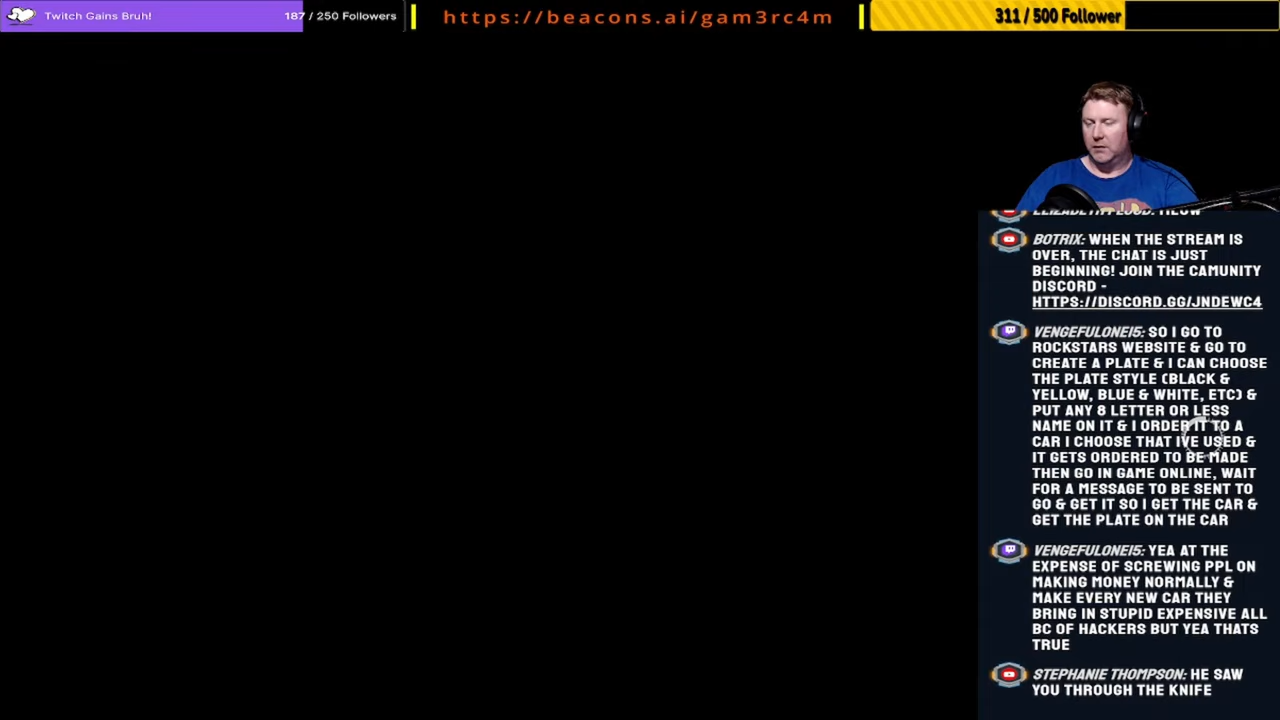 Twitch Gains Bruh! 187 / 250 Followers
https://beacons.ai/gam3rc4m
311 / 500 Follower
BOTRIX: WHEN THE STREAM IS
OVER, THE CHAT IS JUST
BEGINNING! JOIN THE CAMUNITY
DISCORD -
HTTPS://DISCORD.GG/JNDEWC4
VENGEFULONE15: SO I GO TO
ROCKSTARS WEBSITE & GO TO
CREATE A PLATE & I CAN CHOOSE
THE PLATE STYLE (BLACK &
YELLOW, BLUE & WHITE, ETC) &
PUT ANY 8 LETTER OR LESS
NAME ON IT & I ORDER IT TO A
CAR I CHOOSE THAT IVE USED &
IT GETS ORDERED TO BE MADE
THEN GO IN GAME ONLINE, WAIT
FOR A MESSAGE TO BE SENT TO
GO & GET IT SO I GET THE CAR &
GET THE PLATE ON THE CAR
VENGEFULONE15: YEA AT THE
EXPENSE OF SCREWING PPL ON
MAKING MONEY NORMALLY &
MAKE EVERY NEW CAR THEY
BRING IN STUPID EXPENSIVE ALL
BC OF HACKERS BUT YEA THATS
TRUE
STEPHANIE THOMPSON: HE SAW
YOU THROUGH THE KNIFE